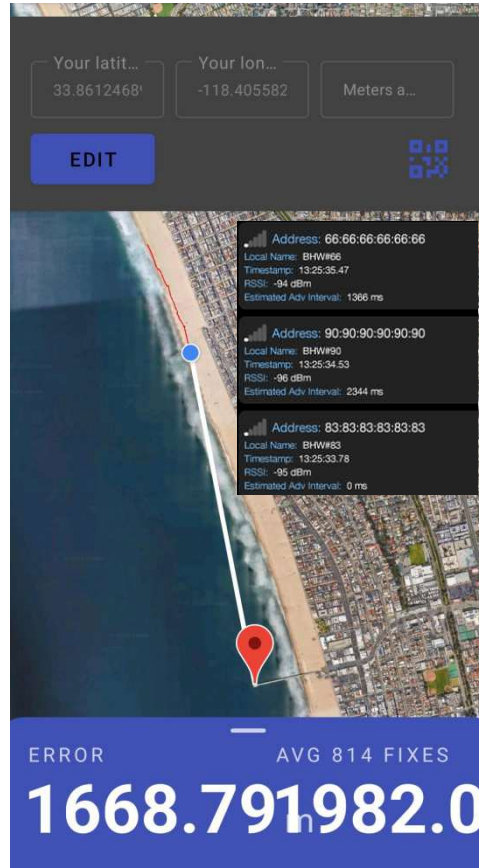 Your latit...
Your lon...
33.8612468
-118.405582
Meters a...
EDIT
Address: 66:66:66:66:66:66
Local Name: BHW#66
Timestamp: 13:25:35.47
RSSI: -94 dBm
Estimated Adv Interval: 1366 ms
Address: 90:90:90:90:90:90
Local Name: BHW#90
Timestamp: 13:25:34.53
RSSI: -96 dBm
Estimated Adv Interval: 2344 ms
Address: 83:83:83:83:83:83
Local Name: BHW#83
Timestamp: 13:25:33.78
RSSI: -95 dBm
Estimated Adv Interval: 0 ms
ERROR
AVG 814 FIXES
1668.79
m
1982.0